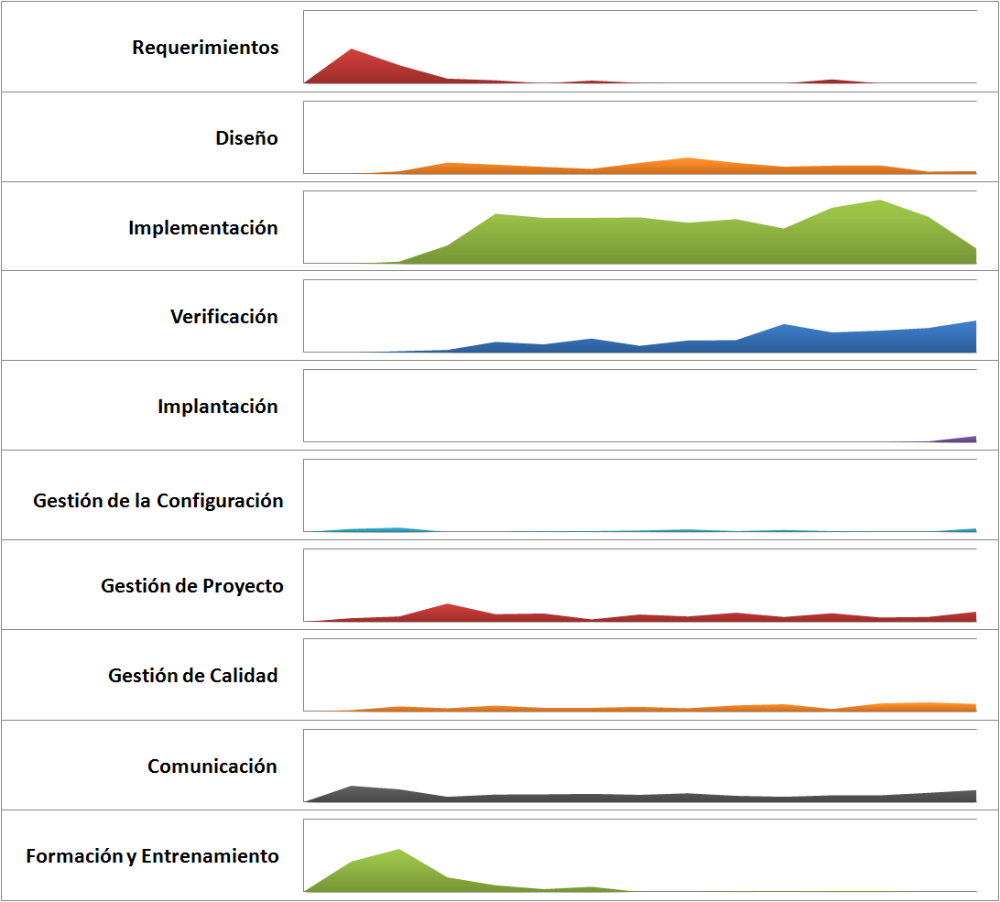 Requerimientos
Diseño
Implementación
Verificación
Implantación
Gestión de la Configuración
Gestión de Proyecto
Gestión de Calidad
Comunicación
Formación y Entrenamiento